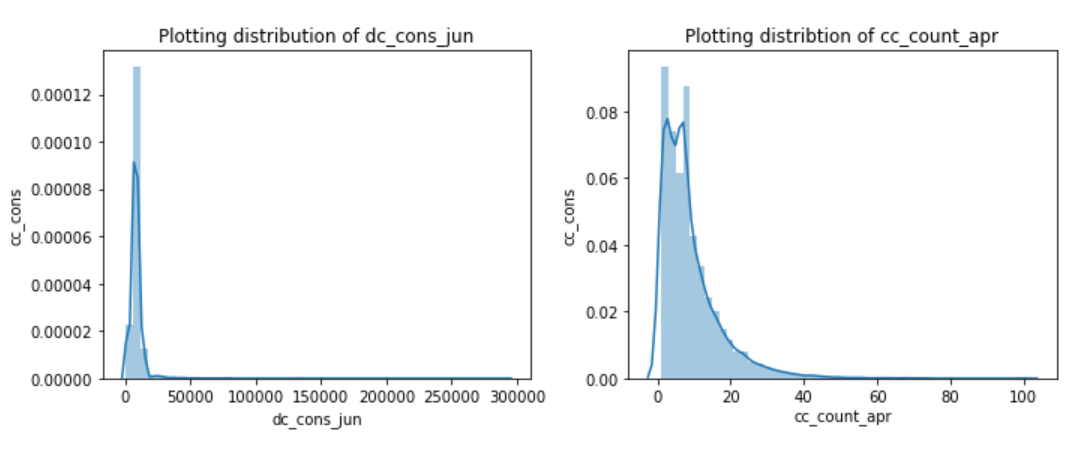 Plotting distribution of dc_cons_jun
0.00012
0.00010
0.00008
0.00006
0.00004
0.00002
0.00000
cc_cons
0 50000 100000 150000 200000 250000 300000
dc_cons_jun
Plotting distribtion of cc_count_apr
0.08
0.06
0.04
0.02
0.00
cc_cons
0 20 40 60 80 100
cc_count_apr